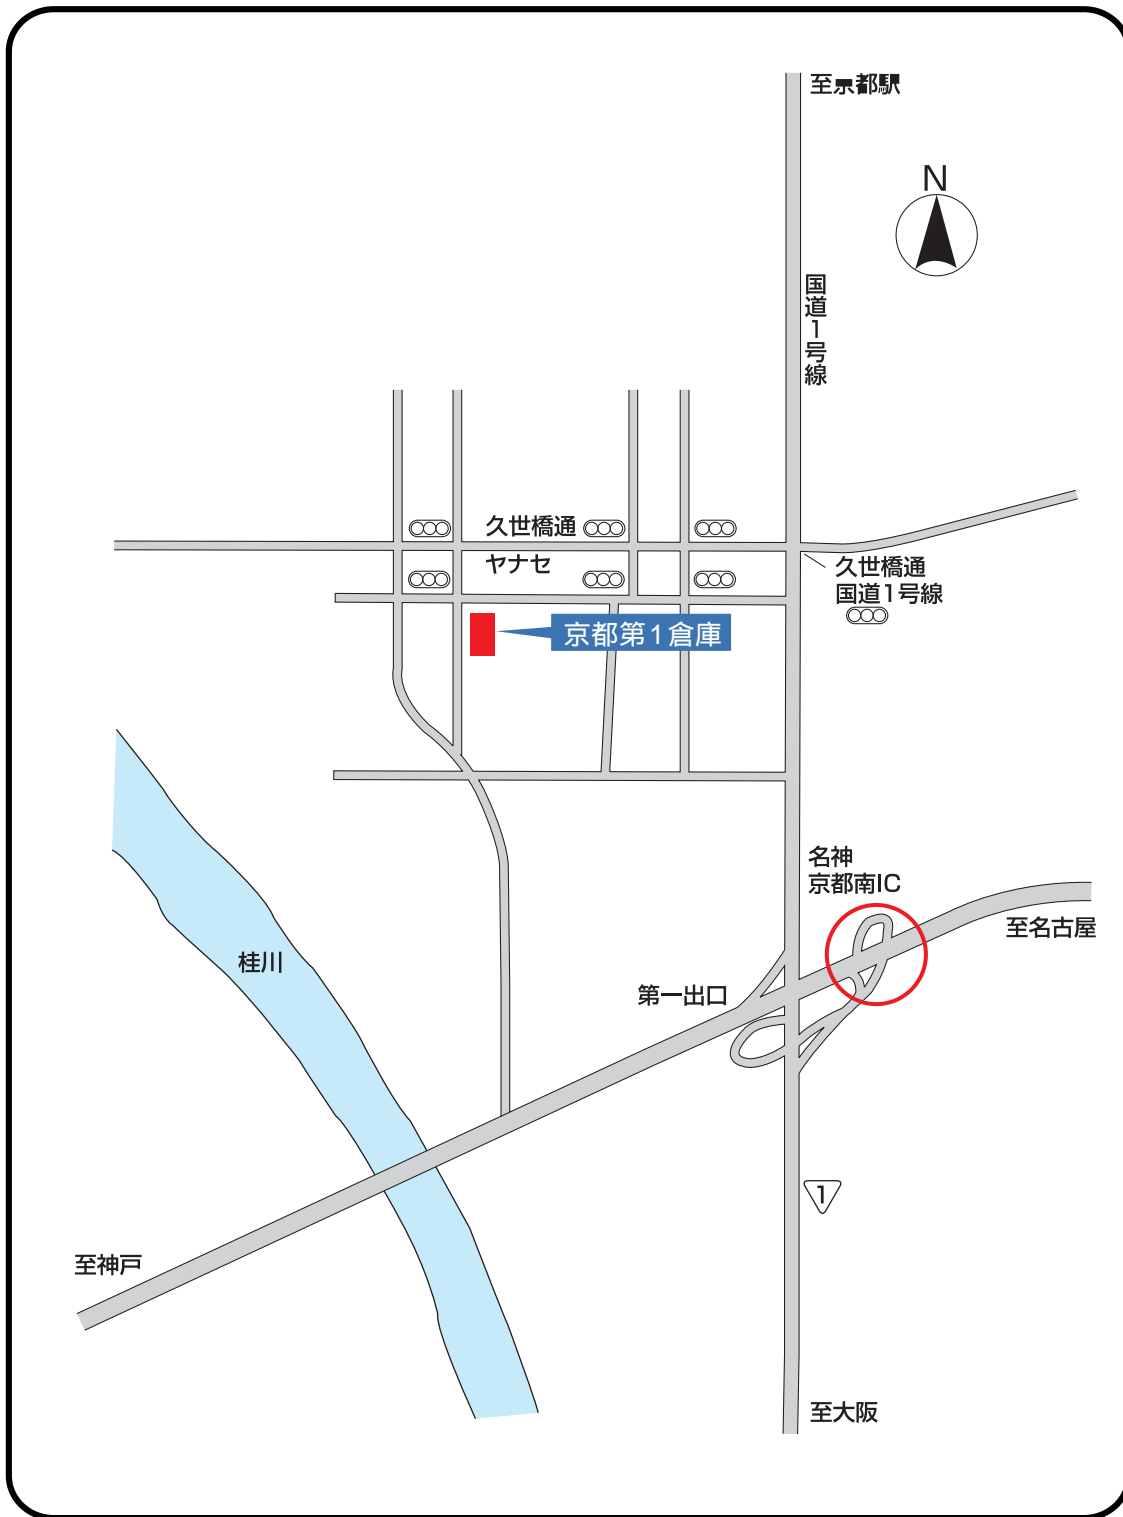 至京都駅
N
国道1号線
久世橋通
ヤナセ
久世橋通
国道1号線
京都第1倉庫
名神
京都南IC
至名古屋
桂川
第一出口
1
至神戸
至大阪